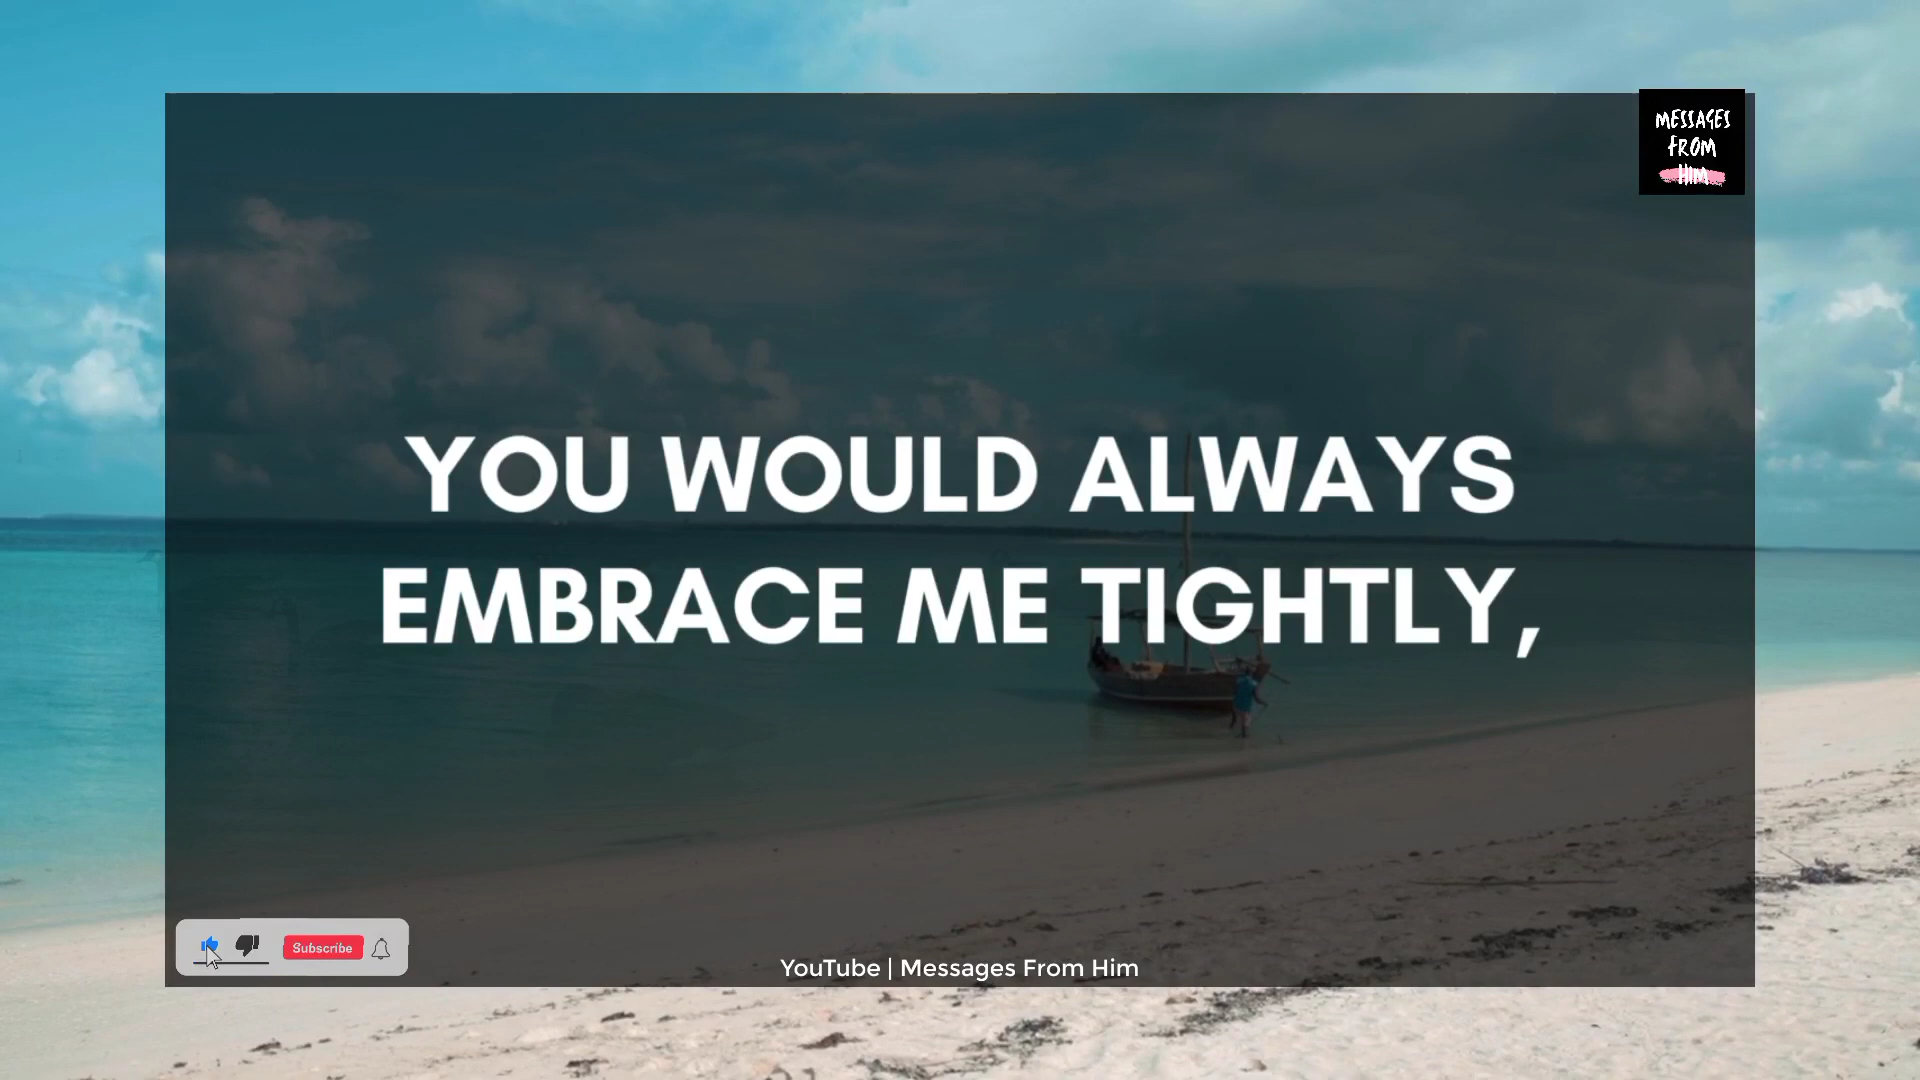 MESSAGES
FROM
HIM
YOU WOULD ALWAYS
EMBRACE ME TIGHTLY,
Subscribe
YouTube | Messages From Him